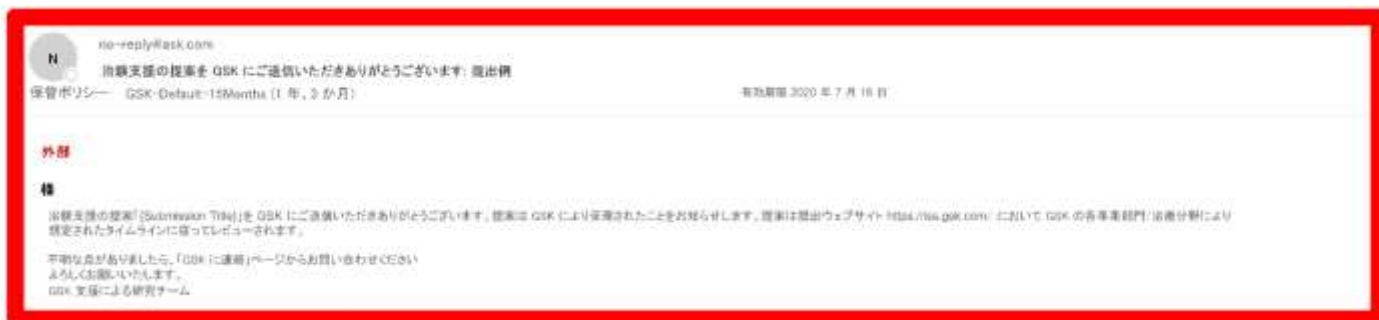 N
no-reply@gsk.com
治験支援の提案を GSK にご送信いただきありがとうございます: 提出例
保管ポリシー GSK-Default-15Months (1 年, 3 か月)
有効期限 2020 年 7 月 16 日
外部
様
治験支援の提案「[Submission Title]」を GSK にご送信いただきありがとうございます。提案は GSK により受理されたことをお知らせします。提案は提出ウェブサイト https://iss.gsk.com/ において GSK の各事業部門/治療分野により
規定されたタイムラインに従ってレビューされます。
不明な点がありましたら、「GSK に連絡」ページからお問い合わせください
よろしくお願いいたします。
GSK 支援による研究チーム